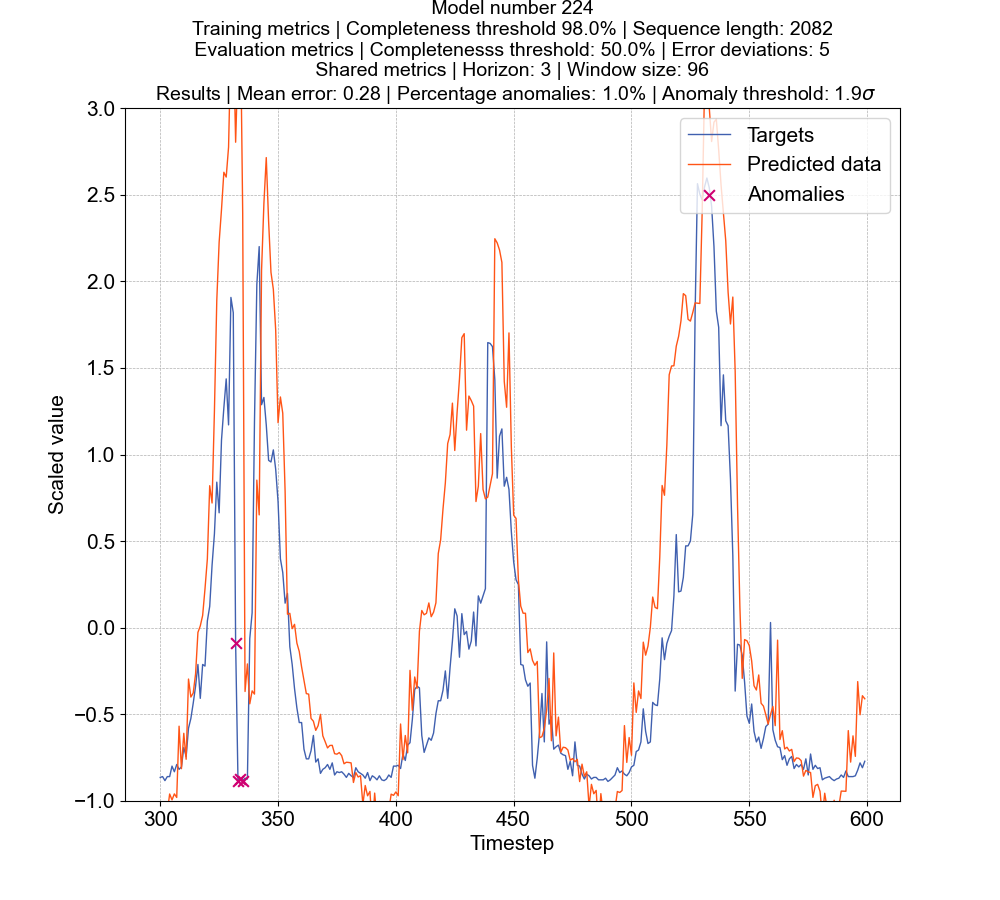 Model number 224
Training metrics | Completeness threshold 98.0% | Sequence length: 2082
Evaluation metrics | Completenesss threshold: 50.0% | Error deviations: 5
Shared metrics | Horizon: 3 | Window size: 96
Results | Mean error: 0.28 | Percentage anomalies: 1.0% | Anomaly threshold: 1.9σ
3.0
2.5
2.0
1.5
1.0
0.5
0.0
−0.5
−1.0
Scaled value
Targets
Predicted data
Anomalies
300 350 400 450 500 550 600
Timestep